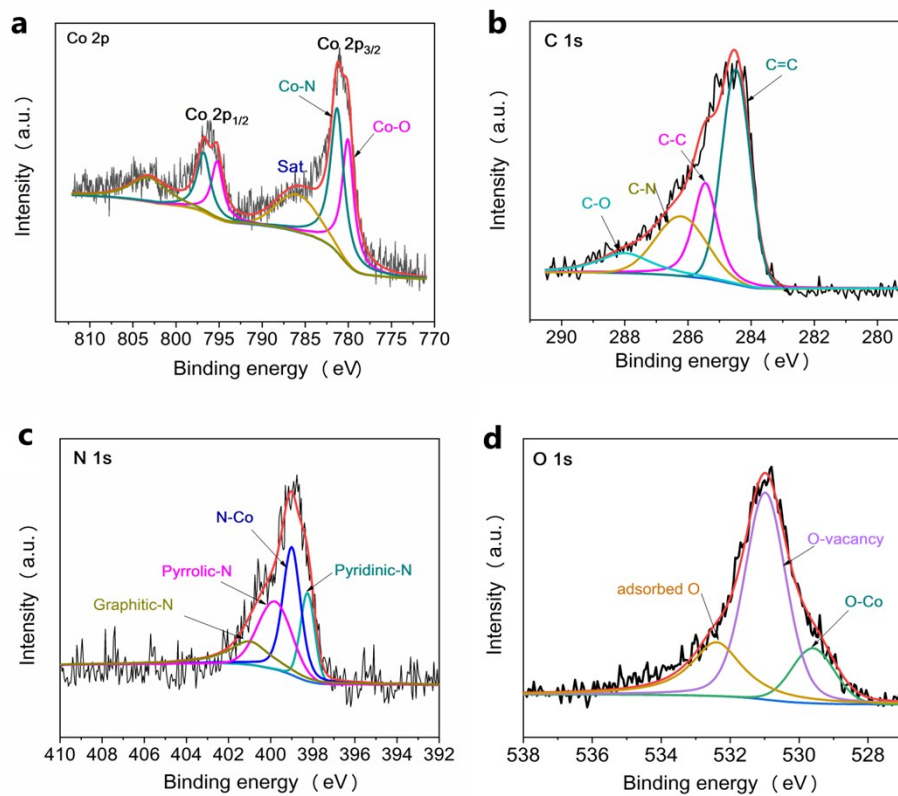 a
Co 2p
Co 2p3/2
Co-N
Co 2p1/2
Co-O
Sat.
Intensity (a.u.)
810 805 800 795 790 785 780 775 770
Binding energy (eV)
b
C 1s
C=C
C-C
C-N
C-O
Intensity (a.u.)
290 288 286 284 282 280
Binding energy (eV)
c
N 1s
N-Co
Pyrrolic-N
Pyridinic-N
Graphitic-N
Intensity (a.u.)
410 408 406 404 402 400 398 396 394 392
Binding energy (eV)
d
O 1s
O-vacancy
adsorbed O
O-Co
Intensity (a.u.)
538 536 534 532 530 528
Binding energy (eV)